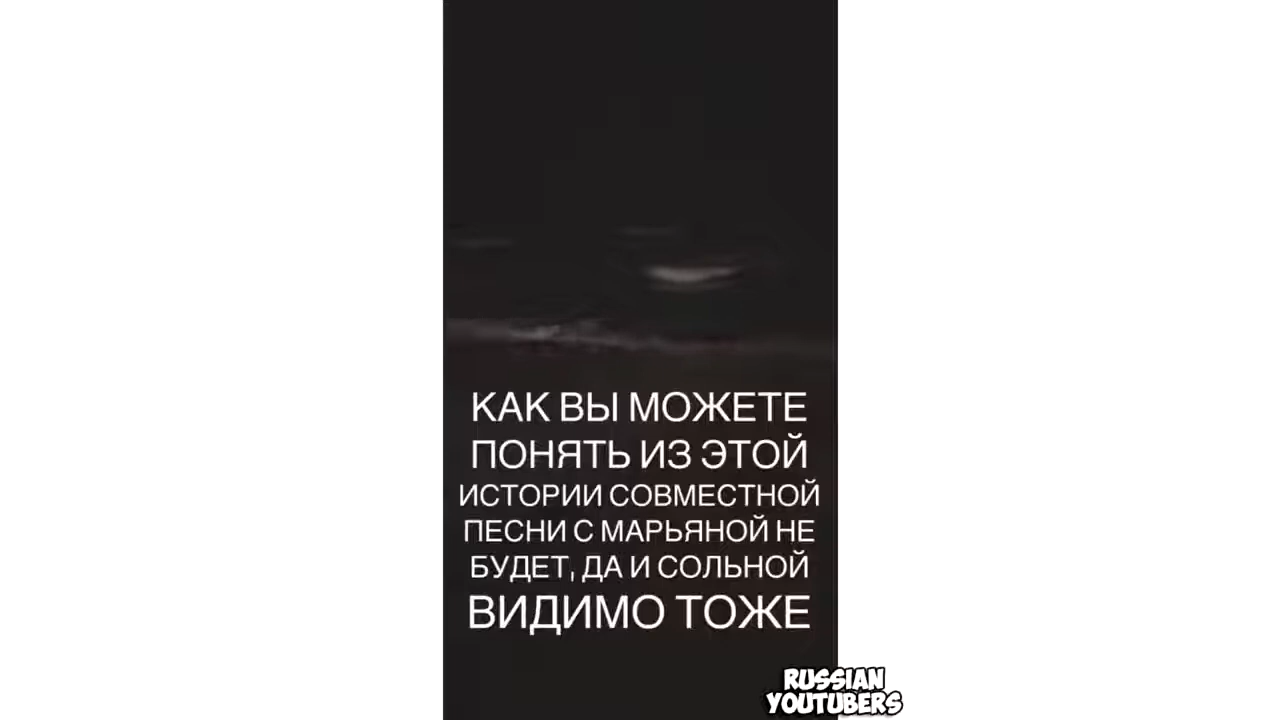 КАК ВЫ МОЖЕТЕ
ПОНЯТЬ ИЗ ЭТОЙ
ИСТОРИИ СОВМЕСТНОЙ
ПЕСНИ С МАРЬЯНОЙ НЕ
БУДЕТ, ДА И СОЛЬНОЙ
ВИДИМО ТОЖЕ
RUSSIAN
YOUTUBERS